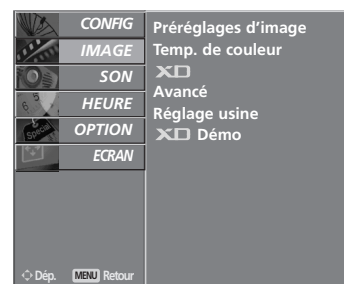 CONFIG
IMAGE
SON
HEURE
OPTION
ECRAN
Dép. MENU Retour
Préréglages d’image
Temp. de couleur
XD
Avancé
Réglage usine
XD Démo